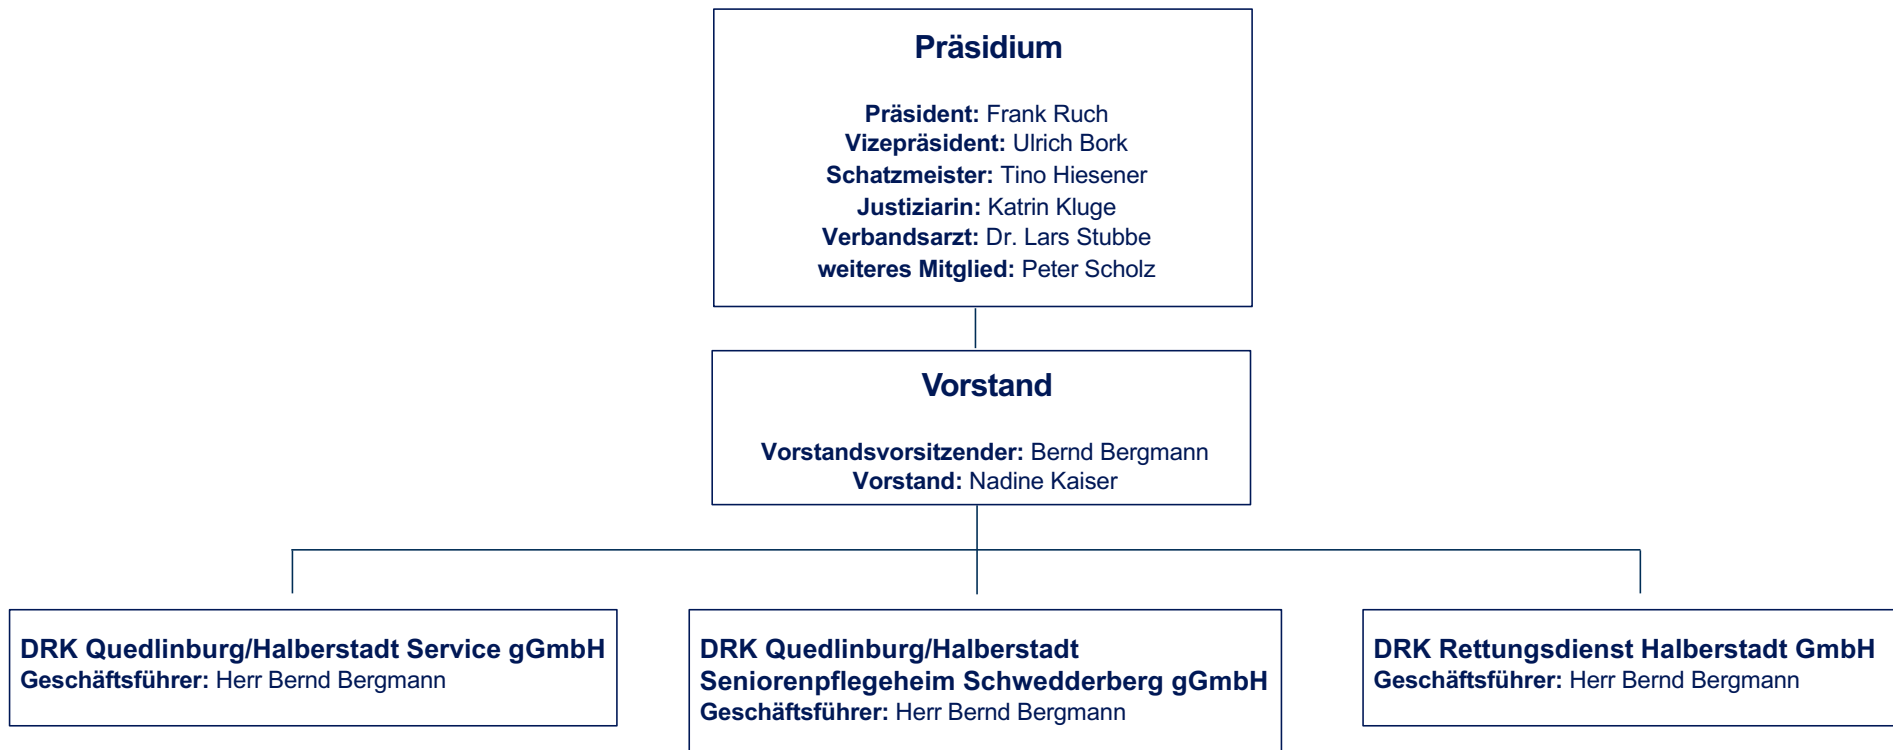 Präsidium
Präsident: Frank Ruch
Vizepräsident: Ulrich Bork
Schatzmeister: Tino Hiesener
Justiziarin: Katrin Kluge
Verbandsarzt: Dr. Lars Stubbe
weiteres Mitglied: Peter Scholz
Vorstand
Vorstandsvorsitzender: Bernd Bergmann
Vorstand: Nadine Kaiser
DRK Quedlinburg/Halberstadt Service gGmbH
Geschäftsführer: Herr Bernd Bergmann
DRK Quedlinburg/Halberstadt
Seniorenpflegeheim Schwedderberg gGmbH
Geschäftsführer: Herr Bernd Bergmann
DRK Rettungsdienst Halberstadt GmbH
Geschäftsführer: Herr Bernd Bergmann